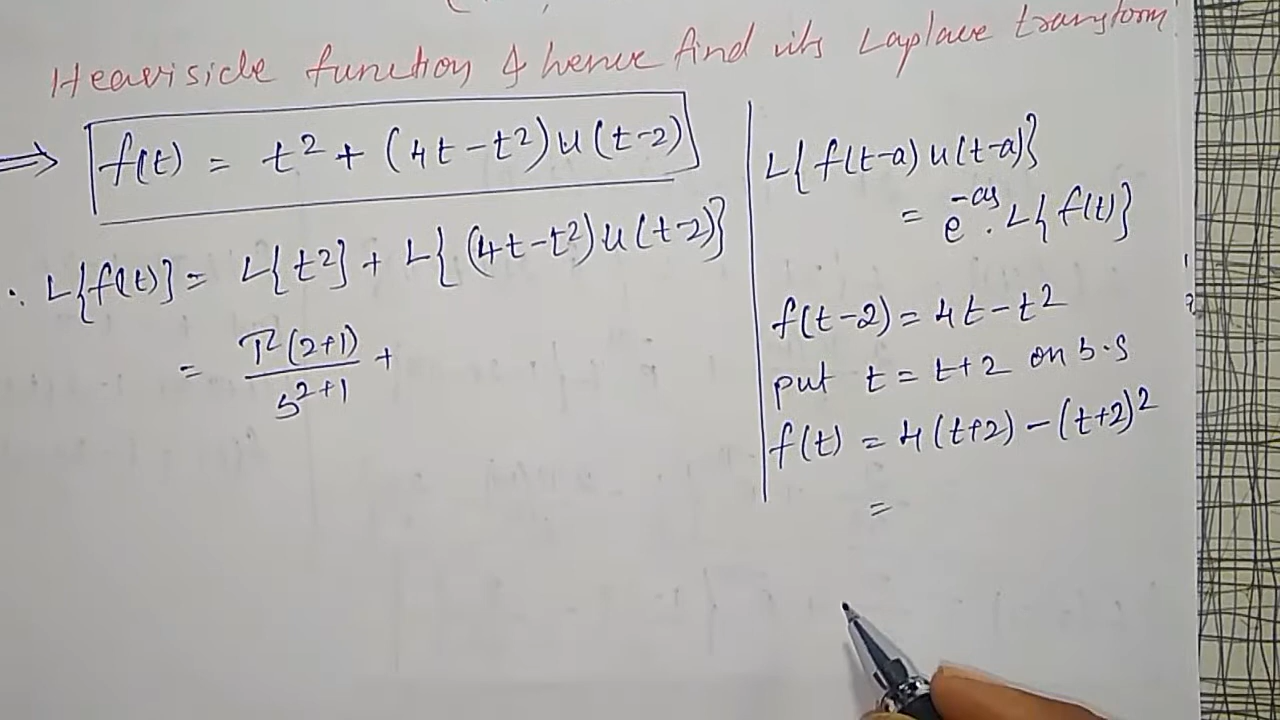 Heaviside function & hence find its Laplace transform
⇒ f(t) = t² + (4t-t²)u(t-2)
∴ L{f(t)} = L{t²} + L{(4t-t²)u(t-2)}
= Γ(2+1)/s²⁺¹ +
L{f(t-a)u(t-a)}
= e⁻ᵃˢ. L{f(t)}
f(t-2) = 4t-t²
put t = t+2 on b.s
f(t) = 4(t+2) - (t+2)²
=